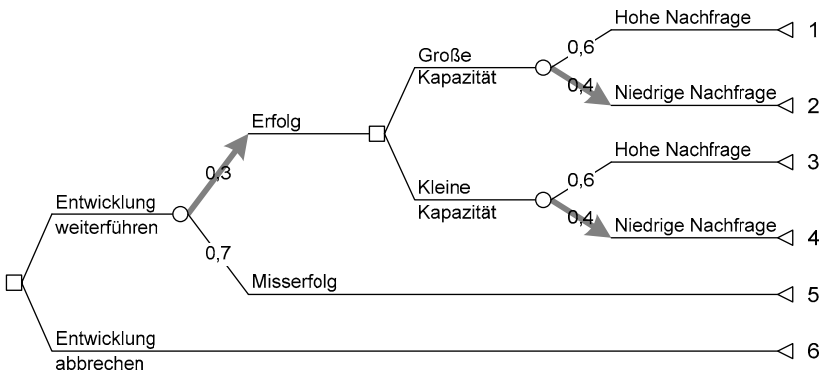 Hohe Nachfrage
1
0,6
Große
Kapazität
0,4
Niedrige Nachfrage
2
Erfolg
0,3
Hohe Nachfrage
3
0,6
Kleine
Kapazität
0,4
Niedrige Nachfrage
4
Entwicklung
weiterführen
0,7
Misserfolg
5
Entwicklung
abbrechen
6